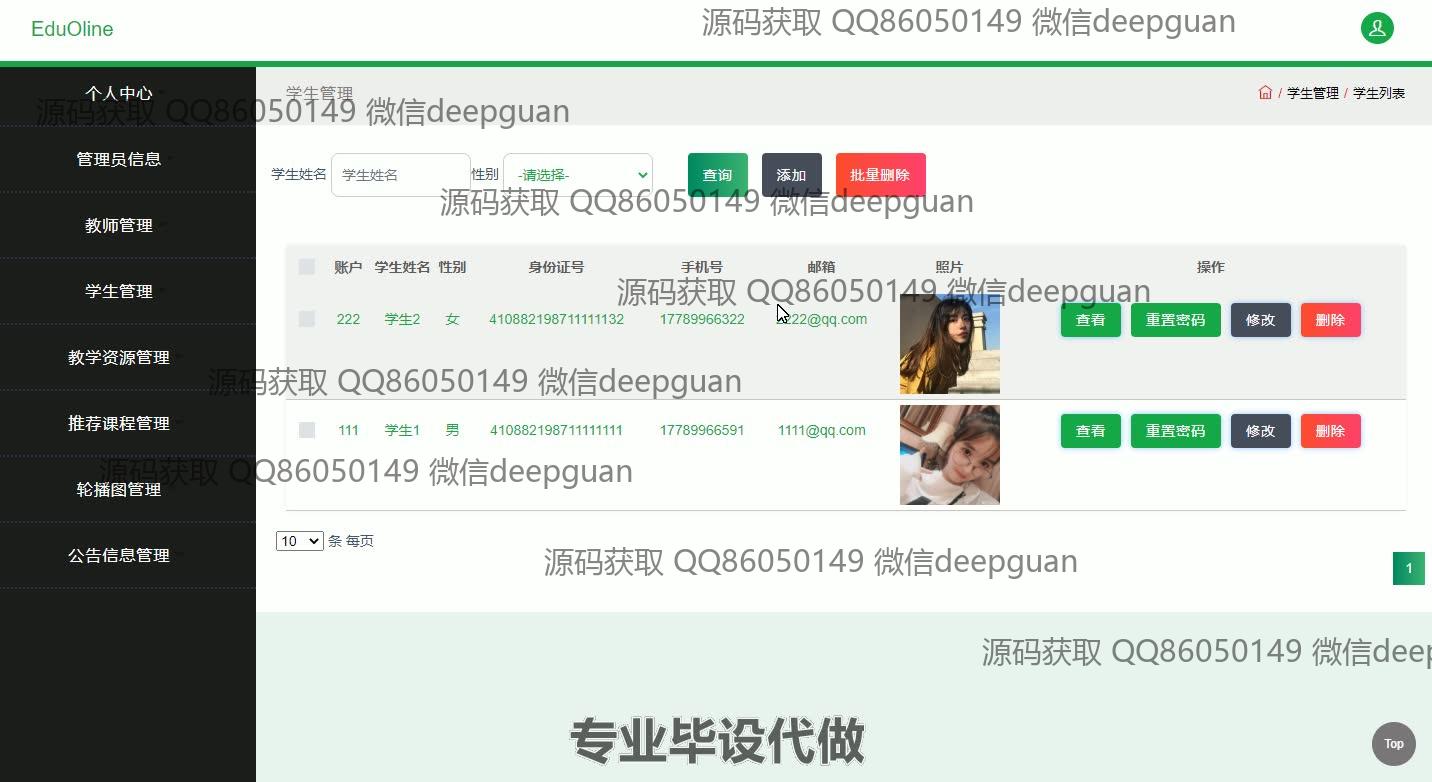 EduOline
源码获取 QQ86050149 微信deepguan
个人中心
管理员信息
教师管理
学生管理
教学资源管理
推荐课程管理
轮播图管理
公告信息管理
学生管理
/ 学生管理 / 学生列表
源码获取 QQ86050149 微信deepguan
学生姓名 学生姓名 性别 -请选择- 查询 添加 批量删除
源码获取 QQ86050149 微信deepguan
账户 学生姓名 性别 身份证号 手机号 邮箱 照片 操作
源码获取 QQ86050149 微信deepguan
222 学生2 女 410882198711111132 17789966322 2222@qq.com 查看 重置密码 修改 删除
源码获取 QQ86050149 微信deepguan
111 学生1 男 410882198711111111 17789966591 1111@qq.com 查看 重置密码 修改 删除
源码获取 QQ86050149 微信deepguan
10 条 每页
源码获取 QQ86050149 微信deepguan
1
源码获取 QQ86050149 微信deep
专业毕设代做
Top